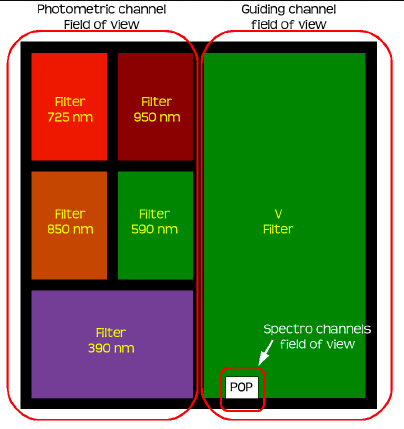 Photometric channel
Field of view
Guiding channel
field of view
Filter
725 nm
Filter
950 nm
Filter
850 nm
Filter
590 nm
Filter
390 nm
V
Filter
Spectro channels
field of view
POP